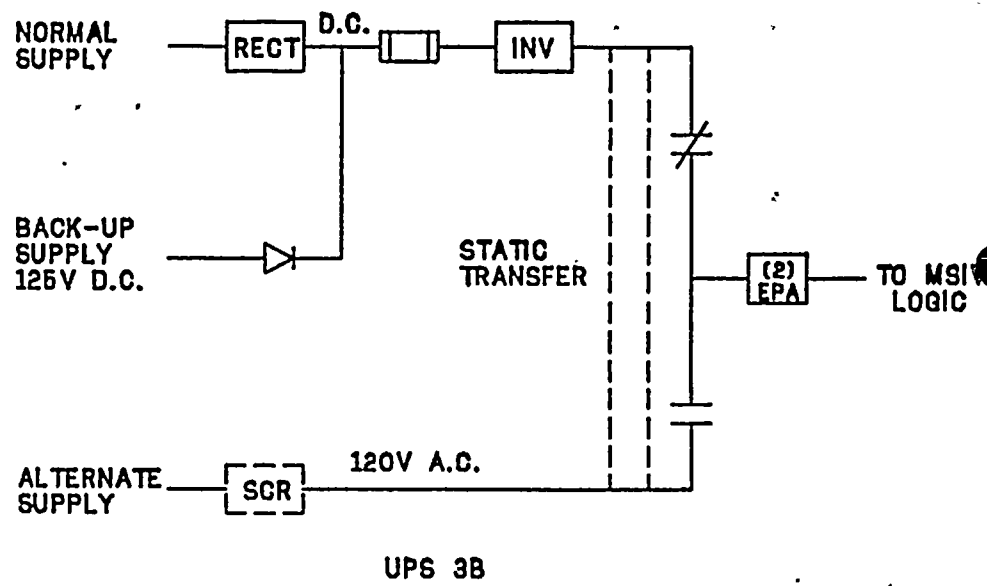 NORMAL
SUPPLY
RECT
D.C.
INV
BACK-UP
SUPPLY
125V D.C.
STATIC
TRANSFER
(2)
EPA
TO MSIV
LOGIC
ALTERNATE
SUPPLY
SCR
120V A.C.
UPS 3B